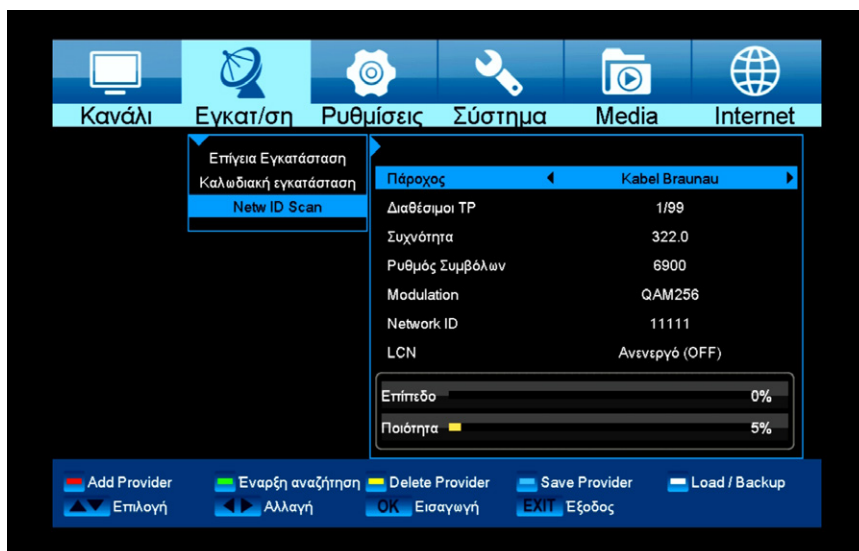 Κανάλι Εγκατ/ση Ρυθμίσεις Σύστημα Media Internet
Επίγεια Εγκατάσταση
Καλωδιακή εγκατάσταση
Netw ID Scan
Πάροχος Kabel Braunau
Διαθέσιμοι TP 1/99
Συχνότητα 322.0
Ρυθμός Συμβόλων 6900
Modulation QAM256
Network ID 11111
LCN Ανενεργό (OFF)
Επίπεδο 0%
Ποιότητα 5%
Add Provider Έναρξη αναζήτηση Delete Provider Save Provider Load / Backup
Επιλογή Αλλαγή OK Εισαγωγή EXIT Έξοδος